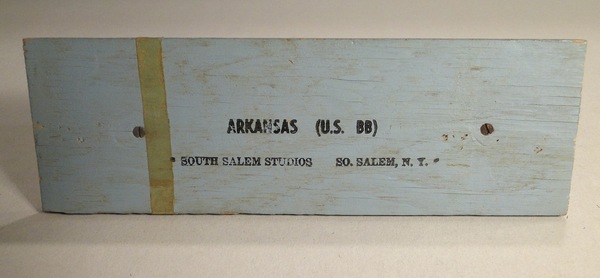 ARKANSAS (U.S. BB)
* SOUTH SALEM STUDIOS SO. SALEM, N. Y. *